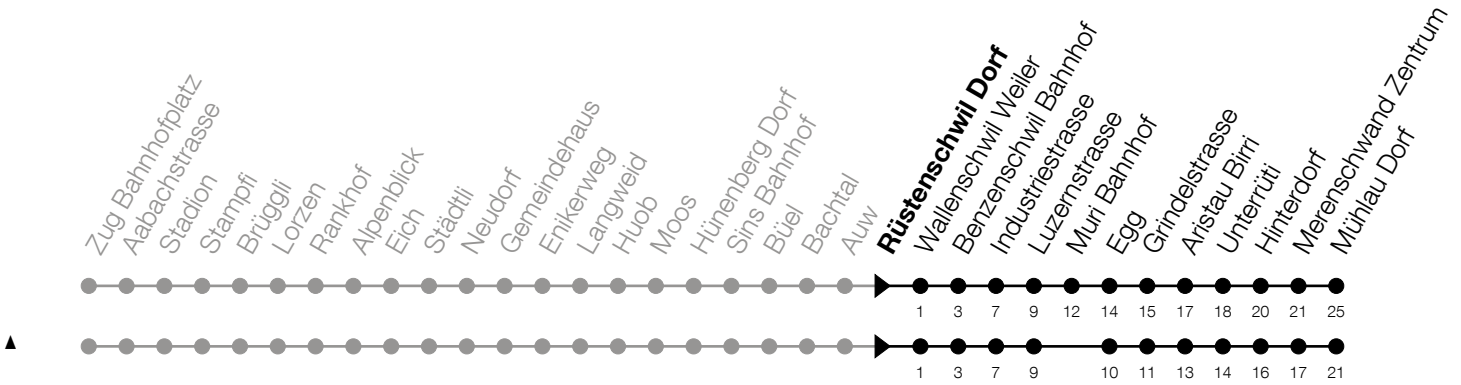 Zug Bahnhofplatz
Aabachstrasse
Stadion
Stampfi
Brüggli
Lorzen
Rankhof
Alpenblick
Eich
Städtli
Neudorf
Gemeindehaus
Enikerweg
Langweid
Huob
Moos
Hünenberg Dorf
Sins Bahnhof
Büel
Bachtal
Auw
Rüstenschwil Dorf
Wallenschwil Weiler
Benzenschwil Bahnhof
Industriestrasse
Luzernstrasse
Muri Bahnhof
Egg
Grindelstrasse
Aristau Birri
Unterrüti
Hinterdorf
Merenschwand Zentrum
Mühlau Dorf
1 3 7 9 12 14 15 17 18 20 21 25
1 3 7 9 10 11 13 14 16 17 21